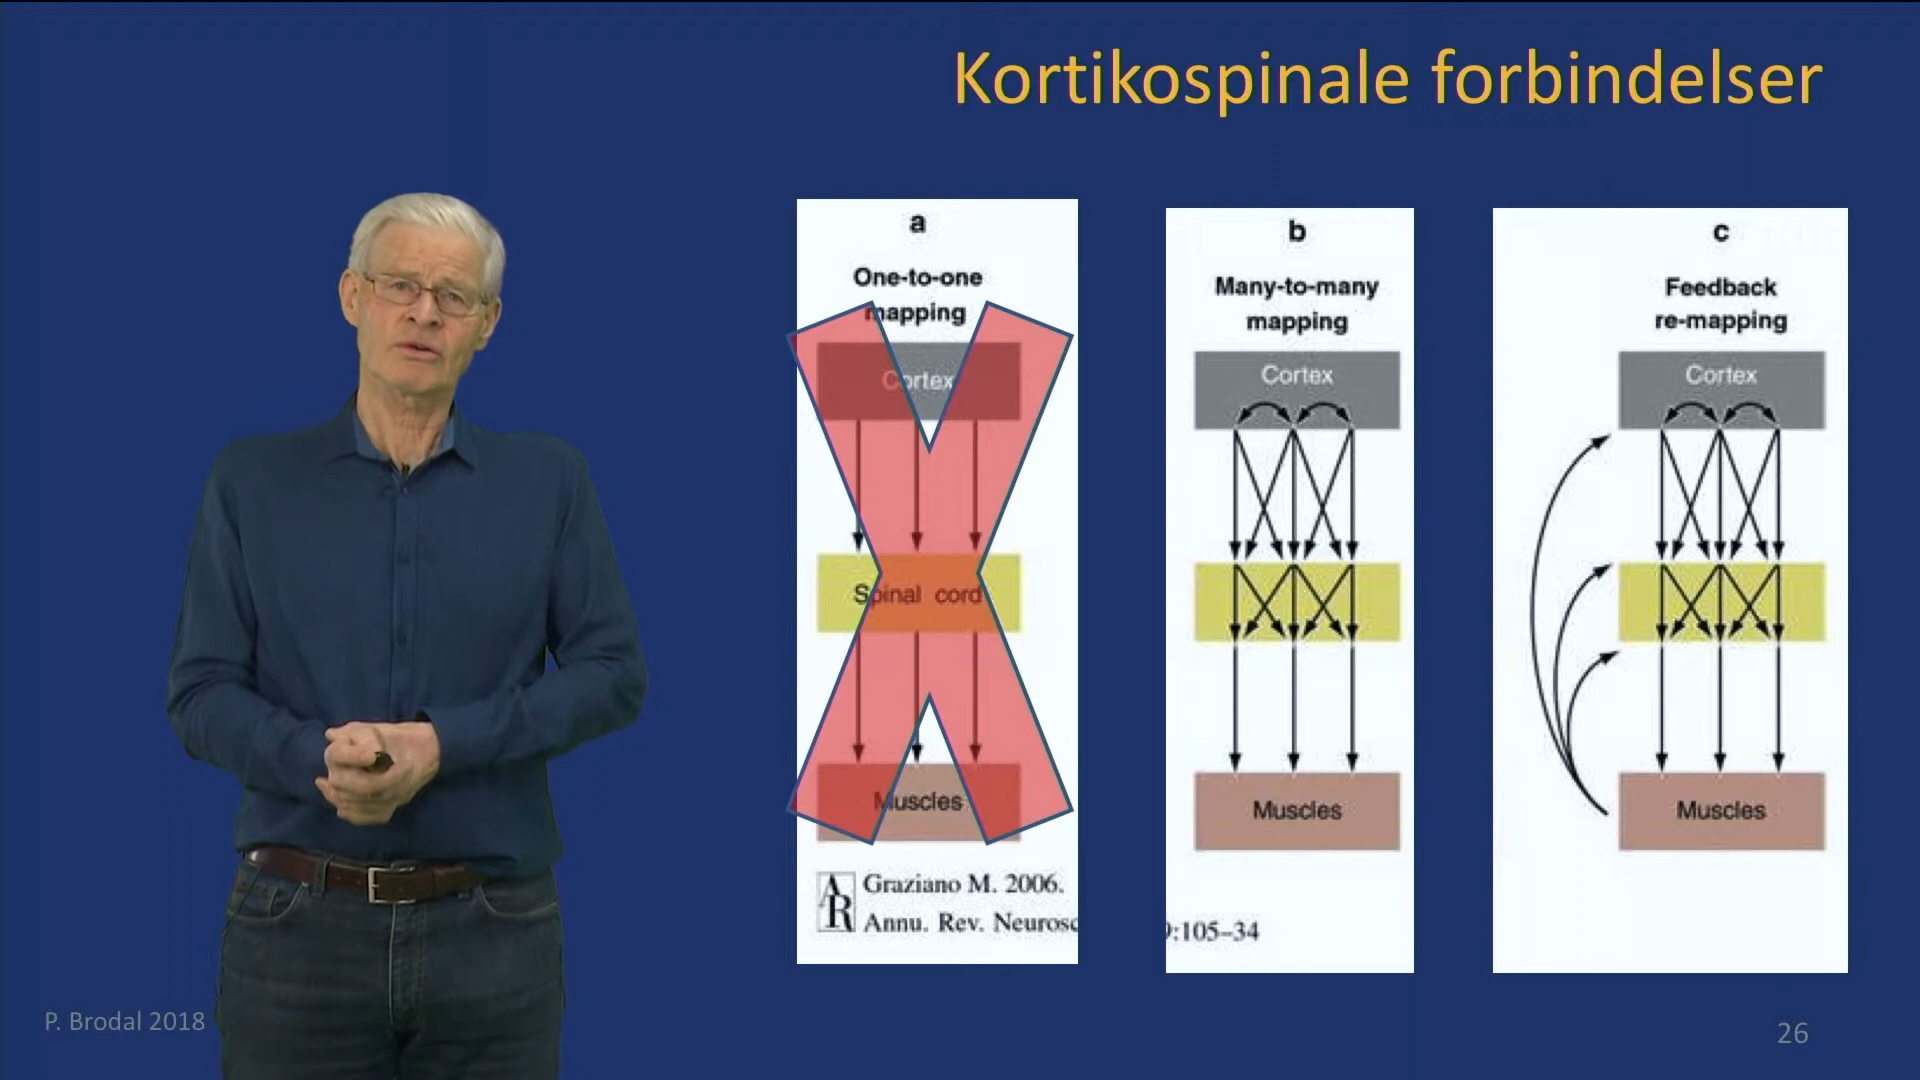 Kortikospinale forbindelser
a
One-to-one
mapping
Cortex
Spinal cord
Muscles
AR
Graziano M. 2006.
Annu. Rev. Neurosc
b
Many-to-many
mapping
Cortex
Muscles
:105–34
c
Feedback
re-mapping
Cortex
Muscles
P. Brodal 2018
26